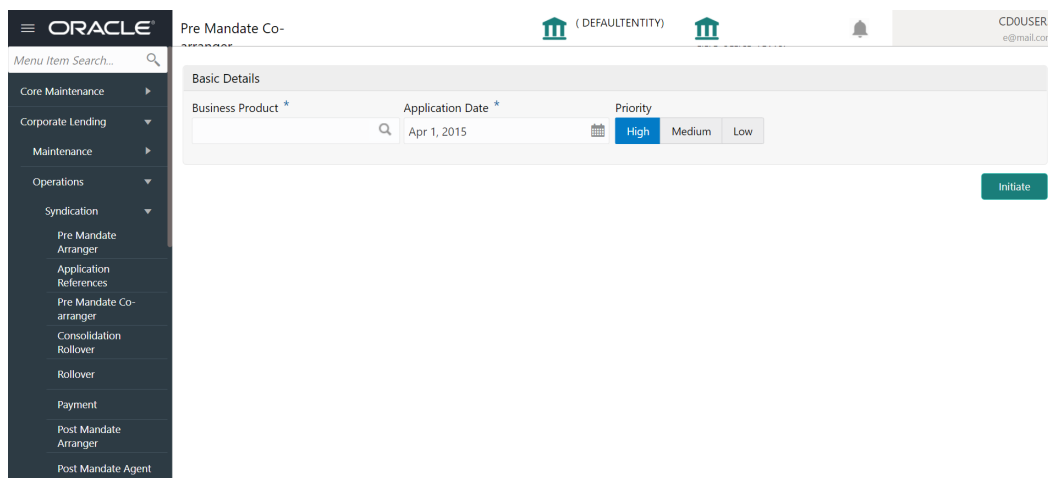 ORACLE
Pre Mandate Co-
arranger
( DEFAULTENTITY)
CD0USER
e@mail.com
Menu Item Search...
Core Maintenance
Corporate Lending
Maintenance
Operations
Syndication
Pre Mandate
Arranger
Application
References
Pre Mandate Co-
arranger
Consolidation
Rollover
Rollover
Payment
Post Mandate
Arranger
Post Mandate Agent
Basic Details
Business Product *
Application Date *
Priority
Apr 1, 2015
High
Medium
Low
Initiate